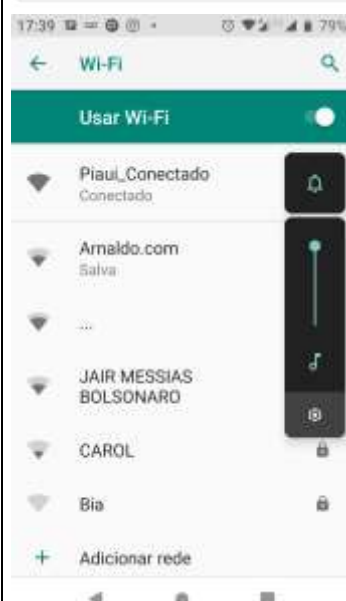 17:39
79%
Wi-Fi
Usar Wi-Fi
Piaui_Conectado
Conectado
Arnaldo.com
Salva
...
JAIR MESSIAS
BOLSONARO
CAROL
Bia
Adicionar rede